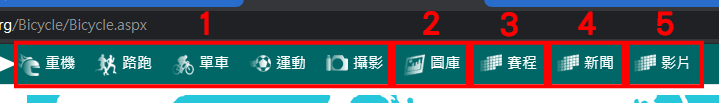 rg/Bicycle/Bicycle.aspx
1 2 3 4 5
重機 路跑 單車 運動 攝影 圖庫 賽程 新聞 影片